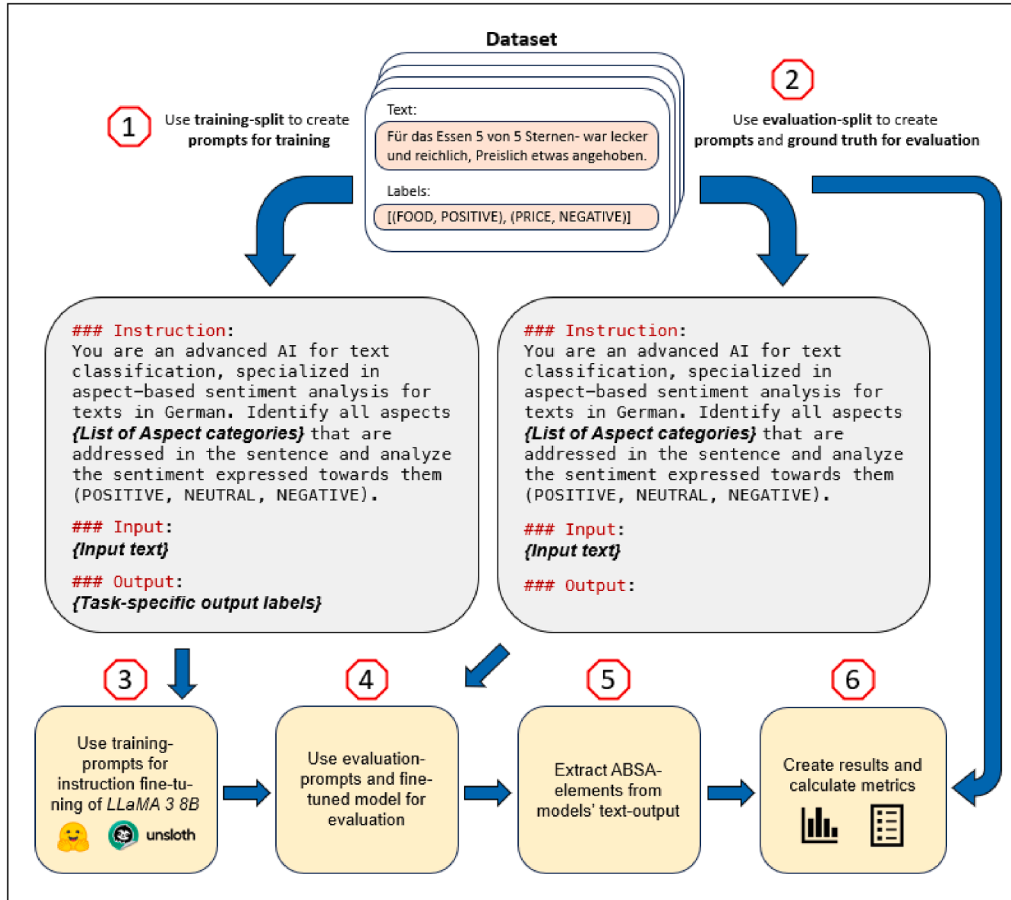 Dataset
1
Use training-split to create
prompts for training
Text:
Für das Essen 5 von 5 Sternen- war lecker
und reichlich, Preislich etwas angehoben.
Labels:
[(FOOD, POSITIVE), (PRICE, NEGATIVE)]
2
Use evaluation-split to create
prompts and ground truth for evaluation
### Instruction:
You are an advanced AI for text
classification, specialized in
aspect-based sentiment analysis for
texts in German. Identify all aspects
{List of Aspect categories} that are
addressed in the sentence and analyze
the sentiment expressed towards them
(POSITIVE, NEUTRAL, NEGATIVE).
### Input:
{Input text}
### Output:
{Task-specific output labels}
### Instruction:
You are an advanced AI for text
classification, specialized in
aspect-based sentiment analysis for
texts in German. Identify all aspects
{List of Aspect categories} that are
addressed in the sentence and analyze
the sentiment expressed towards them
(POSITIVE, NEUTRAL, NEGATIVE).
### Input:
{Input text}
### Output:
3
Use training-
prompts for
instruction fine-tu-
ning of LLaMA 3 8B
unsloth
4
Use evaluation-
prompts and fine-
tuned model for
evaluation
5
Extract ABSA-
elements from
models' text-output
6
Create results and
calculate metrics